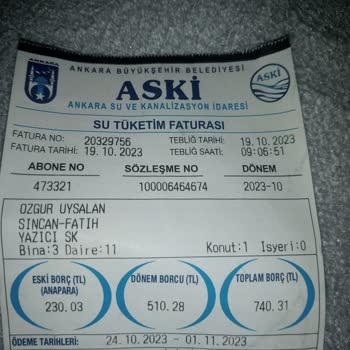 ANKARA
ANKARA BÜYÜKŞEHİR BELEDİYESİ
ASKİ
ASKİ
ANKARA SU VE KANALİZASYON İDARESİ
SU TÜKETİM FATURASI
FATURA NO: 20329756 TEBLİĞ TARİHİ: 19.10.2023
FATURA TARİHİ: 19.10.2023 TEBLİĞ SAATİ: 09:06:51
ABONE NO SÖZLEŞME NO DÖNEM
473321 100006464674 2023-10
OZGUR UYSALAN
SINCAN-FATIH
YAZICI SK
Bina:3 Daire:11 Konut:1 Isyeri:0
ESKİ BORÇ (TL) DÖNEM BORCU (TL) TOPLAM BORÇ (TL)
(ANAPARA)
230.03 510.28 740.31
ÖDEME TARİHLERİ: 24.10.2023 - 01.11.2023